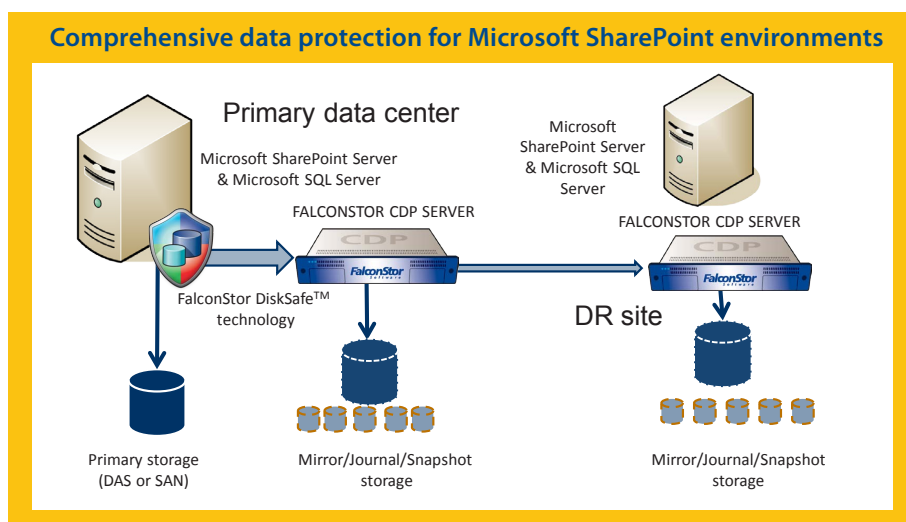 Comprehensive data protection for Microsoft SharePoint environments
Primary data center
Microsoft SharePoint Server
& Microsoft SQL Server
FALCONSTOR CDP SERVER
CDP
FalconStor
Software
FalconStor DiskSafe™
technology
Primary storage
(DAS or SAN)
Mirror/Journal/Snapshot
storage
Microsoft
SharePoint Server
& Microsoft SQL
Server
FALCONSTOR CDP SERVER
CDP
FalconStor
Software
DR site
Mirror/Journal/Snapshot
storage